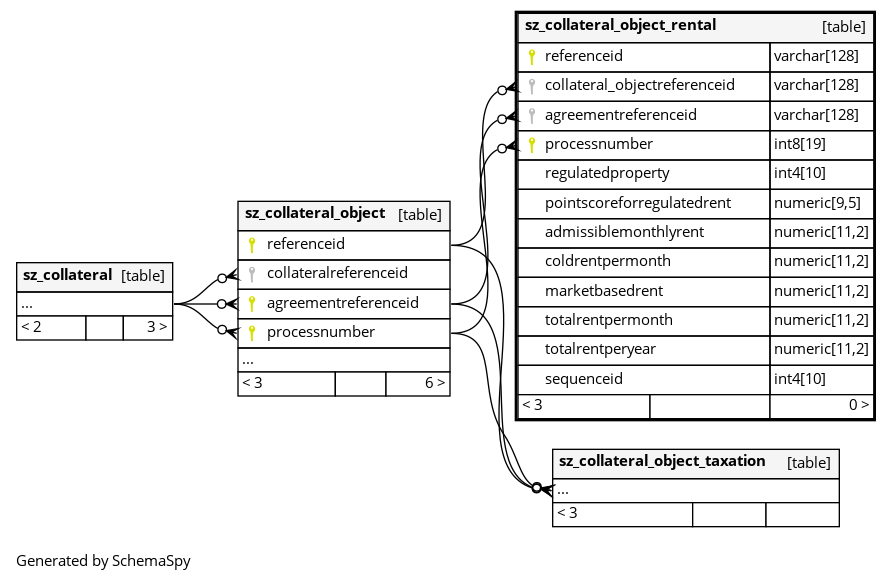 sz_collateral_object_rental [table]
referenceid varchar[128]
collateral_objectreferenceid varchar[128]
agreementreferenceid varchar[128]
processnumber int8[19]
regulatedproperty int4[10]
pointscoreforregulatedrent numeric[9,5]
admissiblemonthlyrent numeric[11,2]
coldrentpermonth numeric[11,2]
marketbasedrent numeric[11,2]
totalrentpermonth numeric[11,2]
totalrentperyear numeric[11,2]
sequenceid int4[10]
< 3 0 >
sz_collateral_object [table]
referenceid
collateralreferenceid
agreementreferenceid
processnumber
...
< 3 6 >
sz_collateral [table]
...
< 2 3 >
sz_collateral_object_taxation [table]
...
< 3
Generated by SchemaSpy